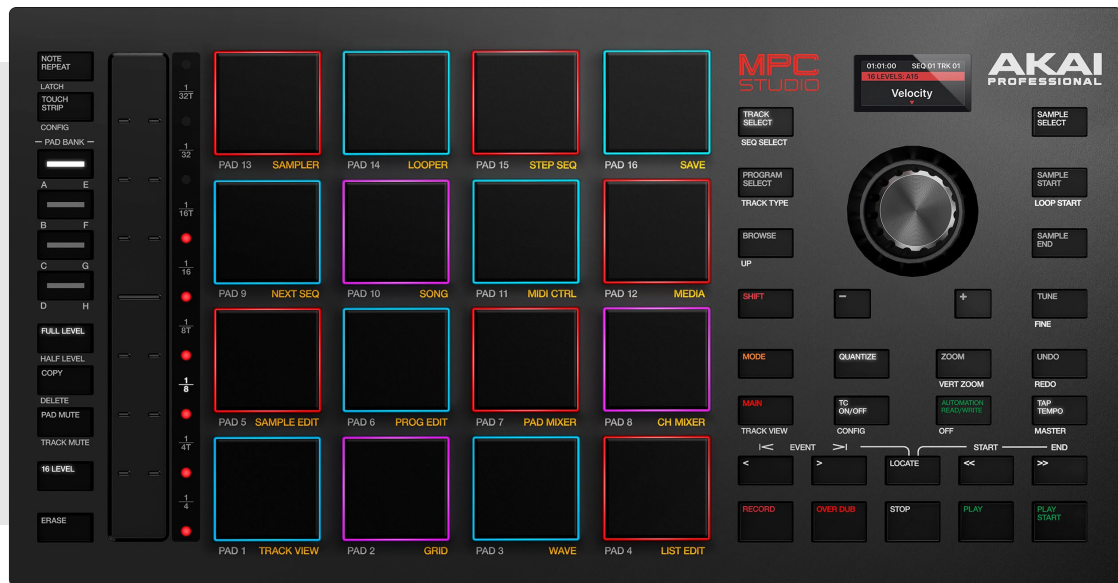 NOTE
REPEAT
LATCH
TOUCH
STRIP
CONFIG
PAD BANK
A E
B F
C G
D H
FULL LEVEL
HALF LEVEL
COPY
DELETE
PAD MUTE
TRACK MUTE
16 LEVEL
ERASE
1/32T
1/32
1/16T
1/16
1/8T
1/8
1/4T
1/4
PAD 13 SAMPLER
PAD 14 LOOPER
PAD 15 STEP SEQ
PAD 16 SAVE
PAD 9 NEXT SEQ
PAD 10 SONG
PAD 11 MIDI CTRL
PAD 12 MEDIA
PAD 5 SAMPLE EDIT
PAD 6 PROG EDIT
PAD 7 PAD MIXER
PAD 8 CH MIXER
PAD 1 TRACK VIEW
PAD 2 GRID
PAD 3 WAVE
PAD 4 LIST EDIT
MPC
STUDIO
01:01:00 SEQ 01 TRK 01
16 LEVELS: A15
Velocity
AKAI
PROFESSIONAL
TRACK
SELECT
SEQ SELECT
SAMPLE
SELECT
PROGRAM
SELECT
TRACK TYPE
SAMPLE
START
LOOP START
BROWSE
UP
SAMPLE
END
SHIFT
−
+
TUNE
FINE
MODE
QUANTIZE
ZOOM
VERT ZOOM
UNDO
REDO
MAIN
TRACK VIEW
TC
ON/OFF
CONFIG
AUTOMATION
READ/WRITE
OFF
TAP
TEMPO
MASTER
|< EVENT >|
START END
<
>
LOCATE
<<
>>
RECORD
OVER DUB
STOP
PLAY
PLAY
START